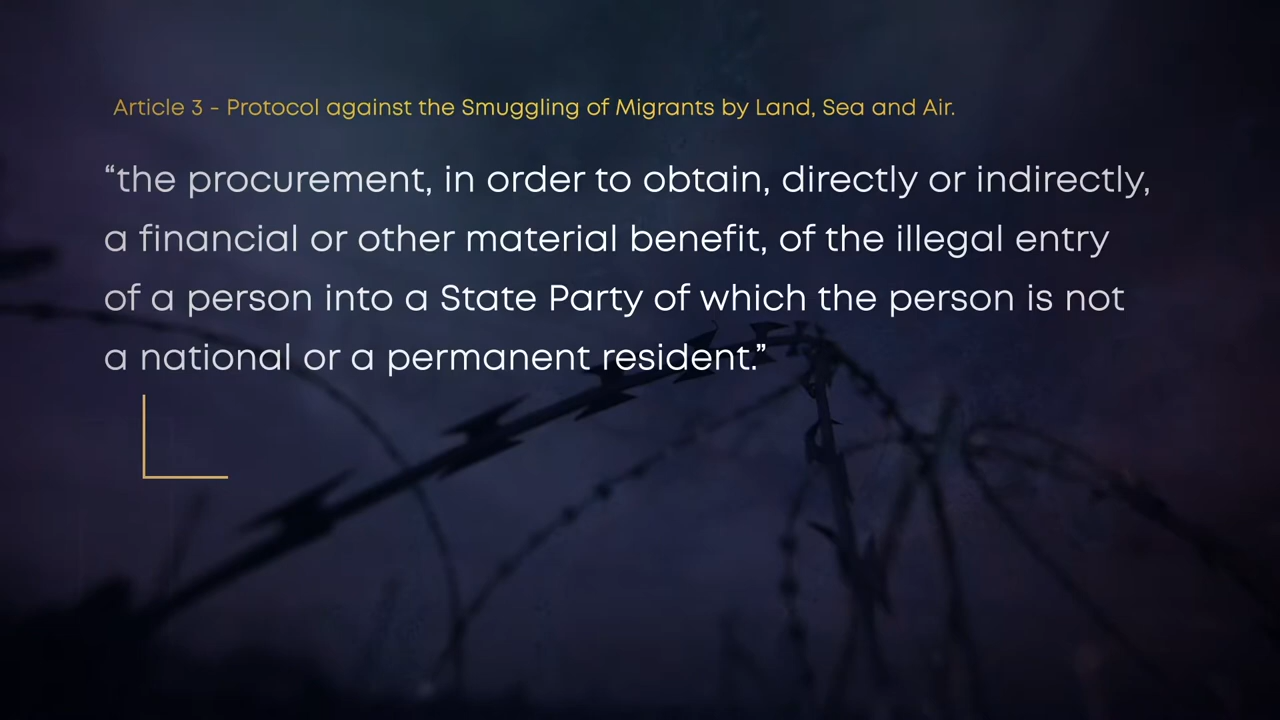 Article 3 - Protocol against the Smuggling of Migrants by Land, Sea and Air.
“the procurement, in order to obtain, directly or indirectly,
a financial or other material benefit, of the illegal entry
of a person into a State Party of which the person is not
a national or a permanent resident.”